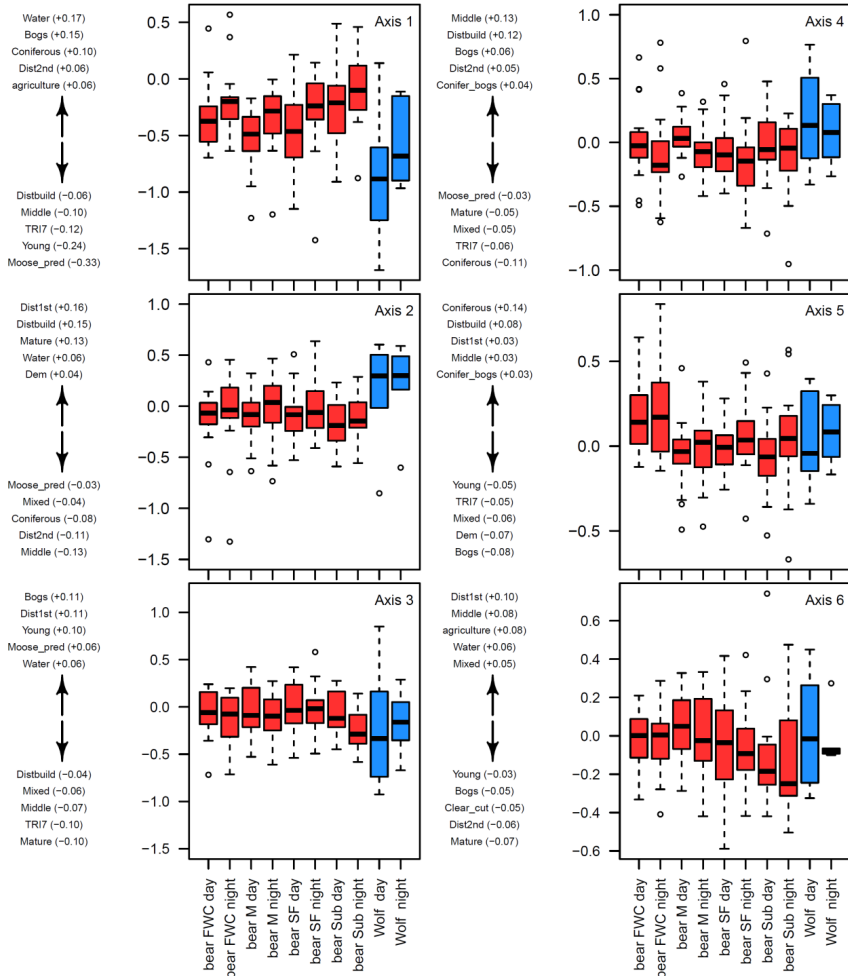 Water (+0.17)
Bogs (+0.15)
Coniferous (+0.10)
Dist2nd (+0.06)
agriculture (+0.06)
Distbuild (−0.06)
Middle (−0.10)
TRI7 (−0.12)
Young (−0.24)
Moose_pred (−0.33)
0.5
0.0
−0.5
−1.0
−1.5
Axis 1
Middle (+0.13)
Distbuild (+0.12)
Bogs (+0.06)
Dist2nd (+0.05)
Conifer_bogs (+0.04)
Moose_pred (−0.03)
Mature (−0.05)
Mixed (−0.05)
TRI7 (−0.06)
Coniferous (−0.11)
1.0
0.5
0.0
−0.5
−1.0
Axis 4
Dist1st (+0.16)
Distbuild (+0.15)
Mature (+0.13)
Water (+0.06)
Dem (+0.04)
Moose_pred (−0.03)
Mixed (−0.04)
Coniferous (−0.08)
Dist2nd (−0.11)
Middle (−0.13)
1.0
0.5
0.0
−0.5
−1.0
−1.5
Axis 2
Coniferous (+0.14)
Distbuild (+0.08)
Dist1st (+0.03)
Middle (+0.03)
Conifer_bogs (+0.03)
Young (−0.05)
TRI7 (−0.05)
Mixed (−0.06)
Dem (−0.07)
Bogs (−0.08)
0.5
0.0
−0.5
Axis 5
Bogs (+0.11)
Dist1st (+0.11)
Young (+0.10)
Moose_pred (+0.06)
Water (+0.06)
Distbuild (−0.04)
Mixed (−0.06)
Middle (−0.07)
TRI7 (−0.10)
Mature (−0.10)
1.0
0.5
0.0
−0.5
−1.0
−1.5
Axis 3
bear FWC day
bear FWC night
bear M day
bear M night
bear SF day
bear SF night
bear Sub day
bear Sub night
Wolf day
Wolf night
Dist1st (+0.10)
Middle (+0.08)
agriculture (+0.08)
Water (+0.06)
Mixed (+0.05)
Young (−0.03)
Bogs (−0.05)
Clear_cut (−0.05)
Dist2nd (−0.06)
Mature (−0.07)
0.6
0.4
0.2
0.0
−0.2
−0.4
−0.6
Axis 6
bear FWC day
bear FWC night
bear M day
bear M night
bear SF day
bear SF night
bear Sub day
bear Sub night
Wolf day
Wolf night